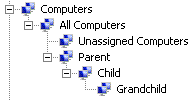 Computers
All Computers
Unassigned Computers
Parent
Child
Grandchild